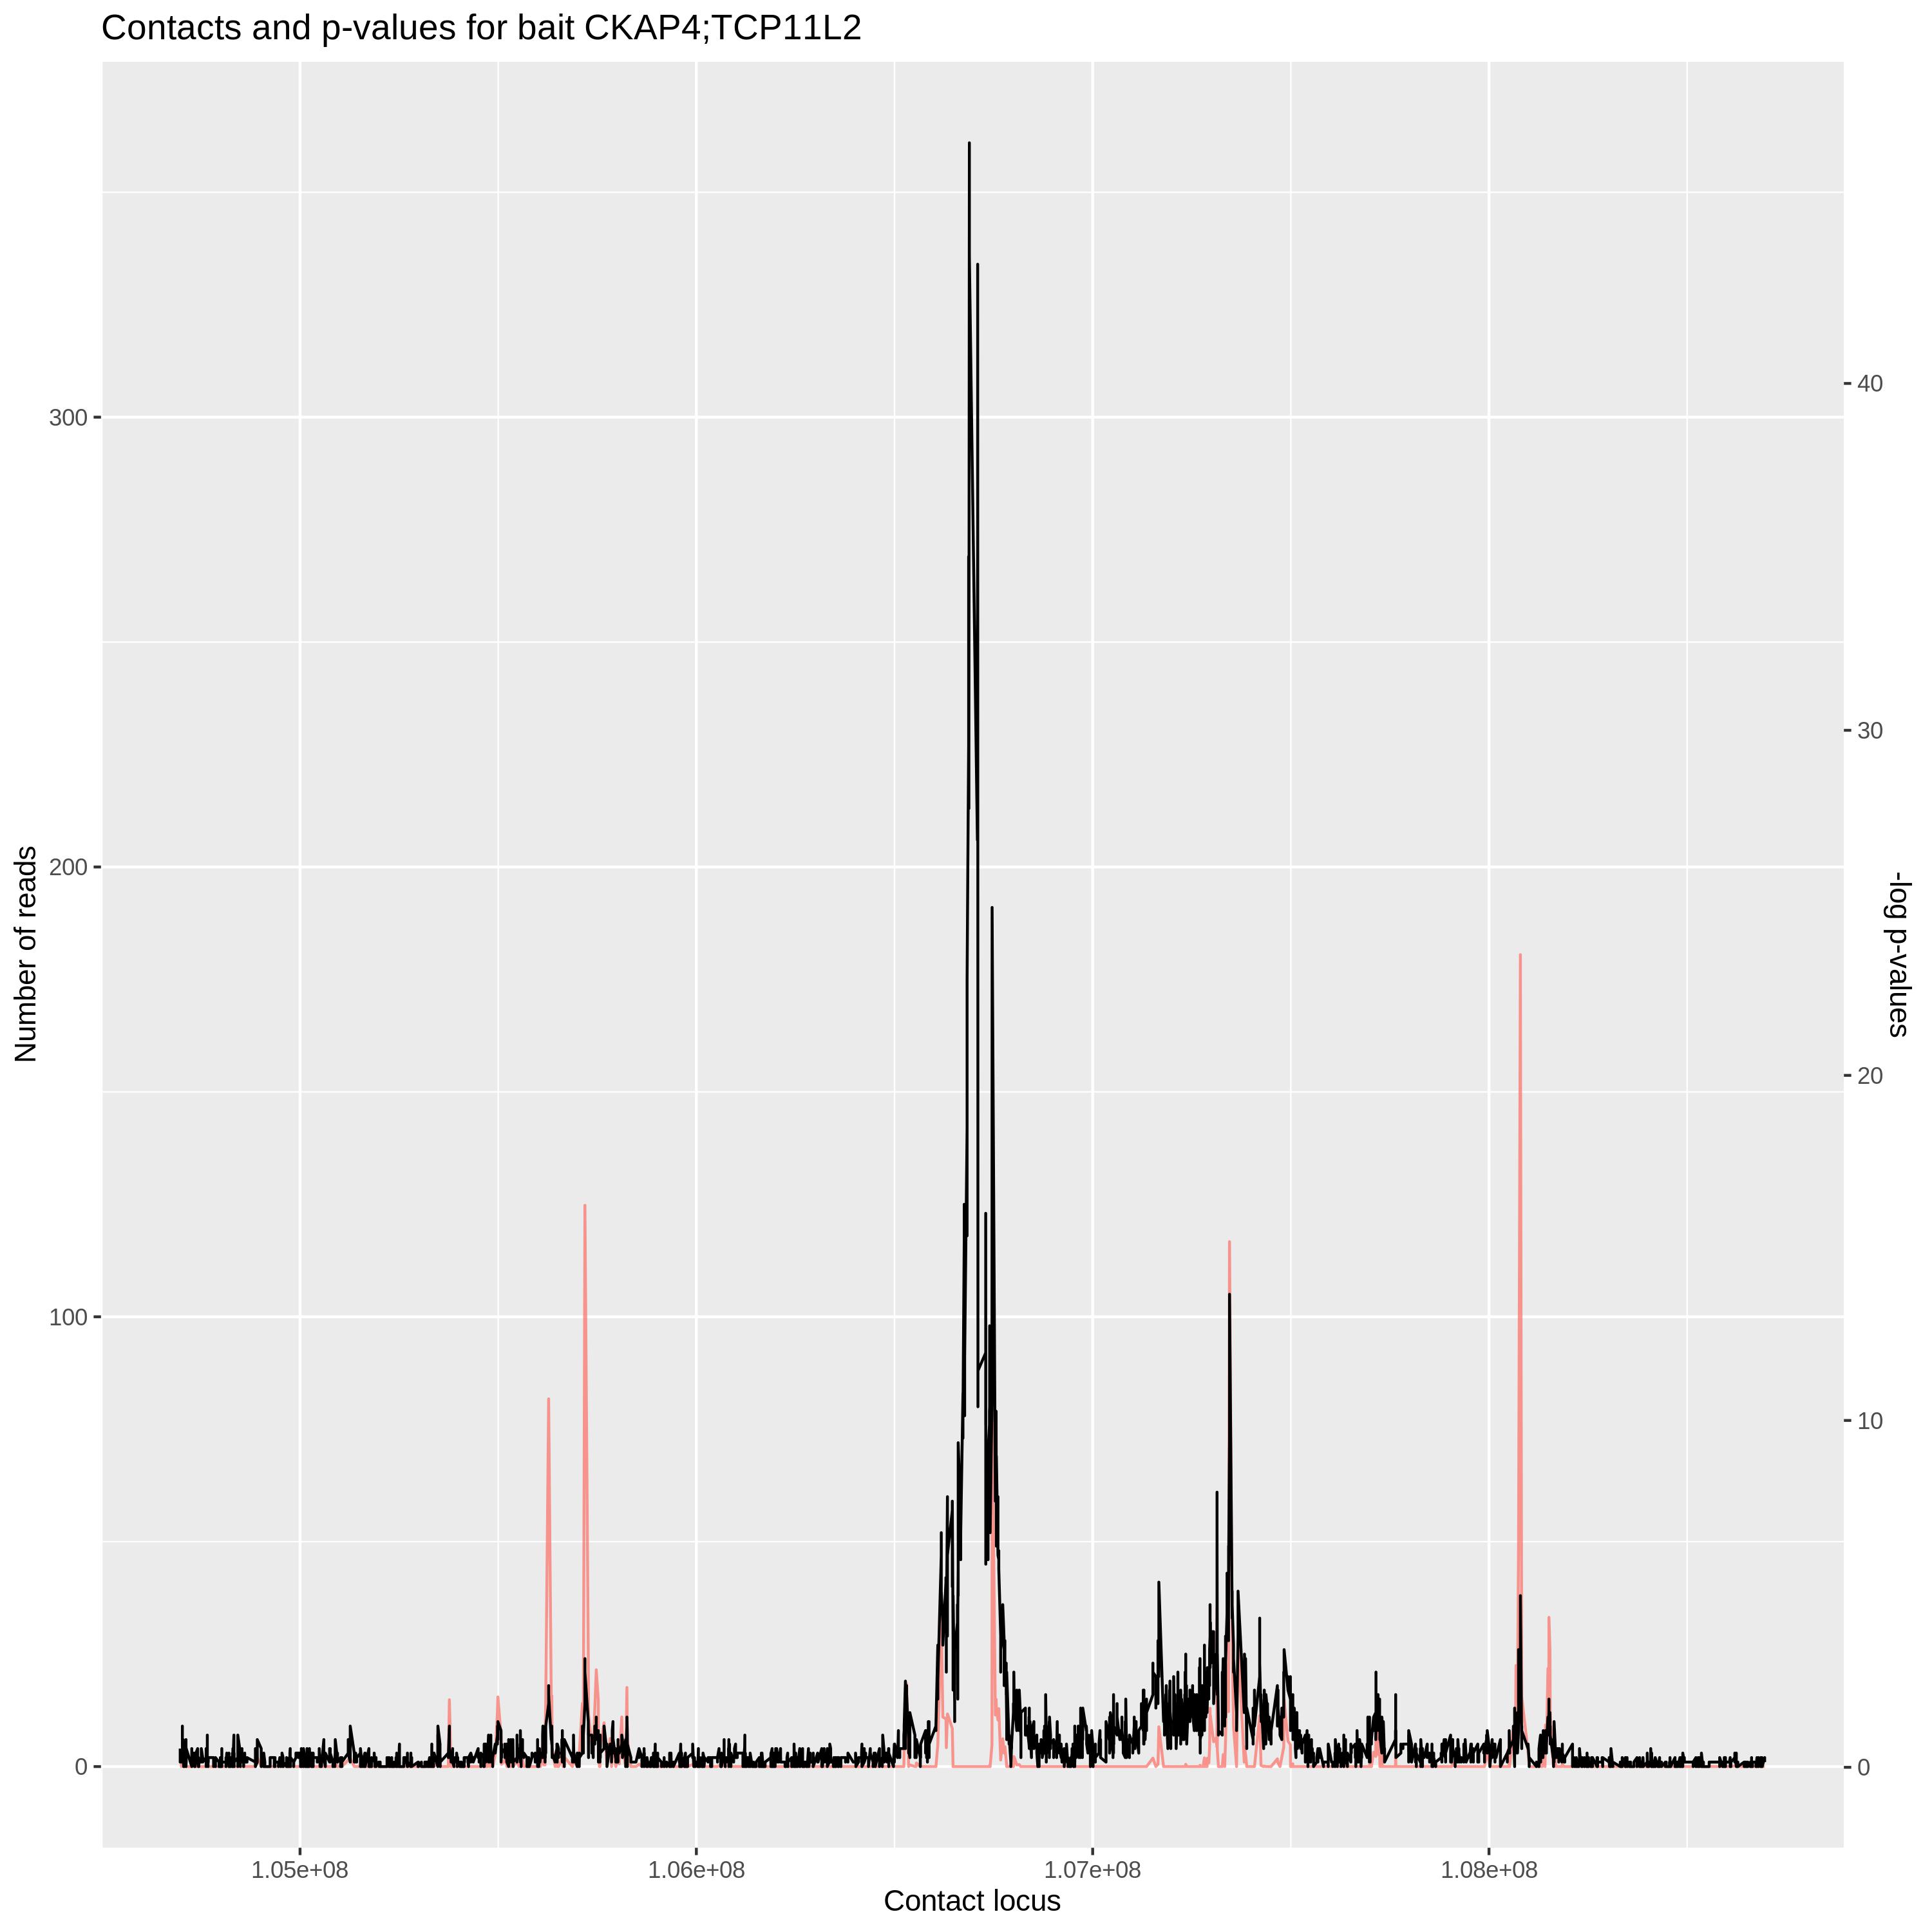 Contacts and p-values for bait CKAP4;TCP11L2
Number of reads
300
200
100
0
40
30
20
10
0
-log p-values
1.05e+08 1.06e+08 1.07e+08 1.08e+08
Contact locus